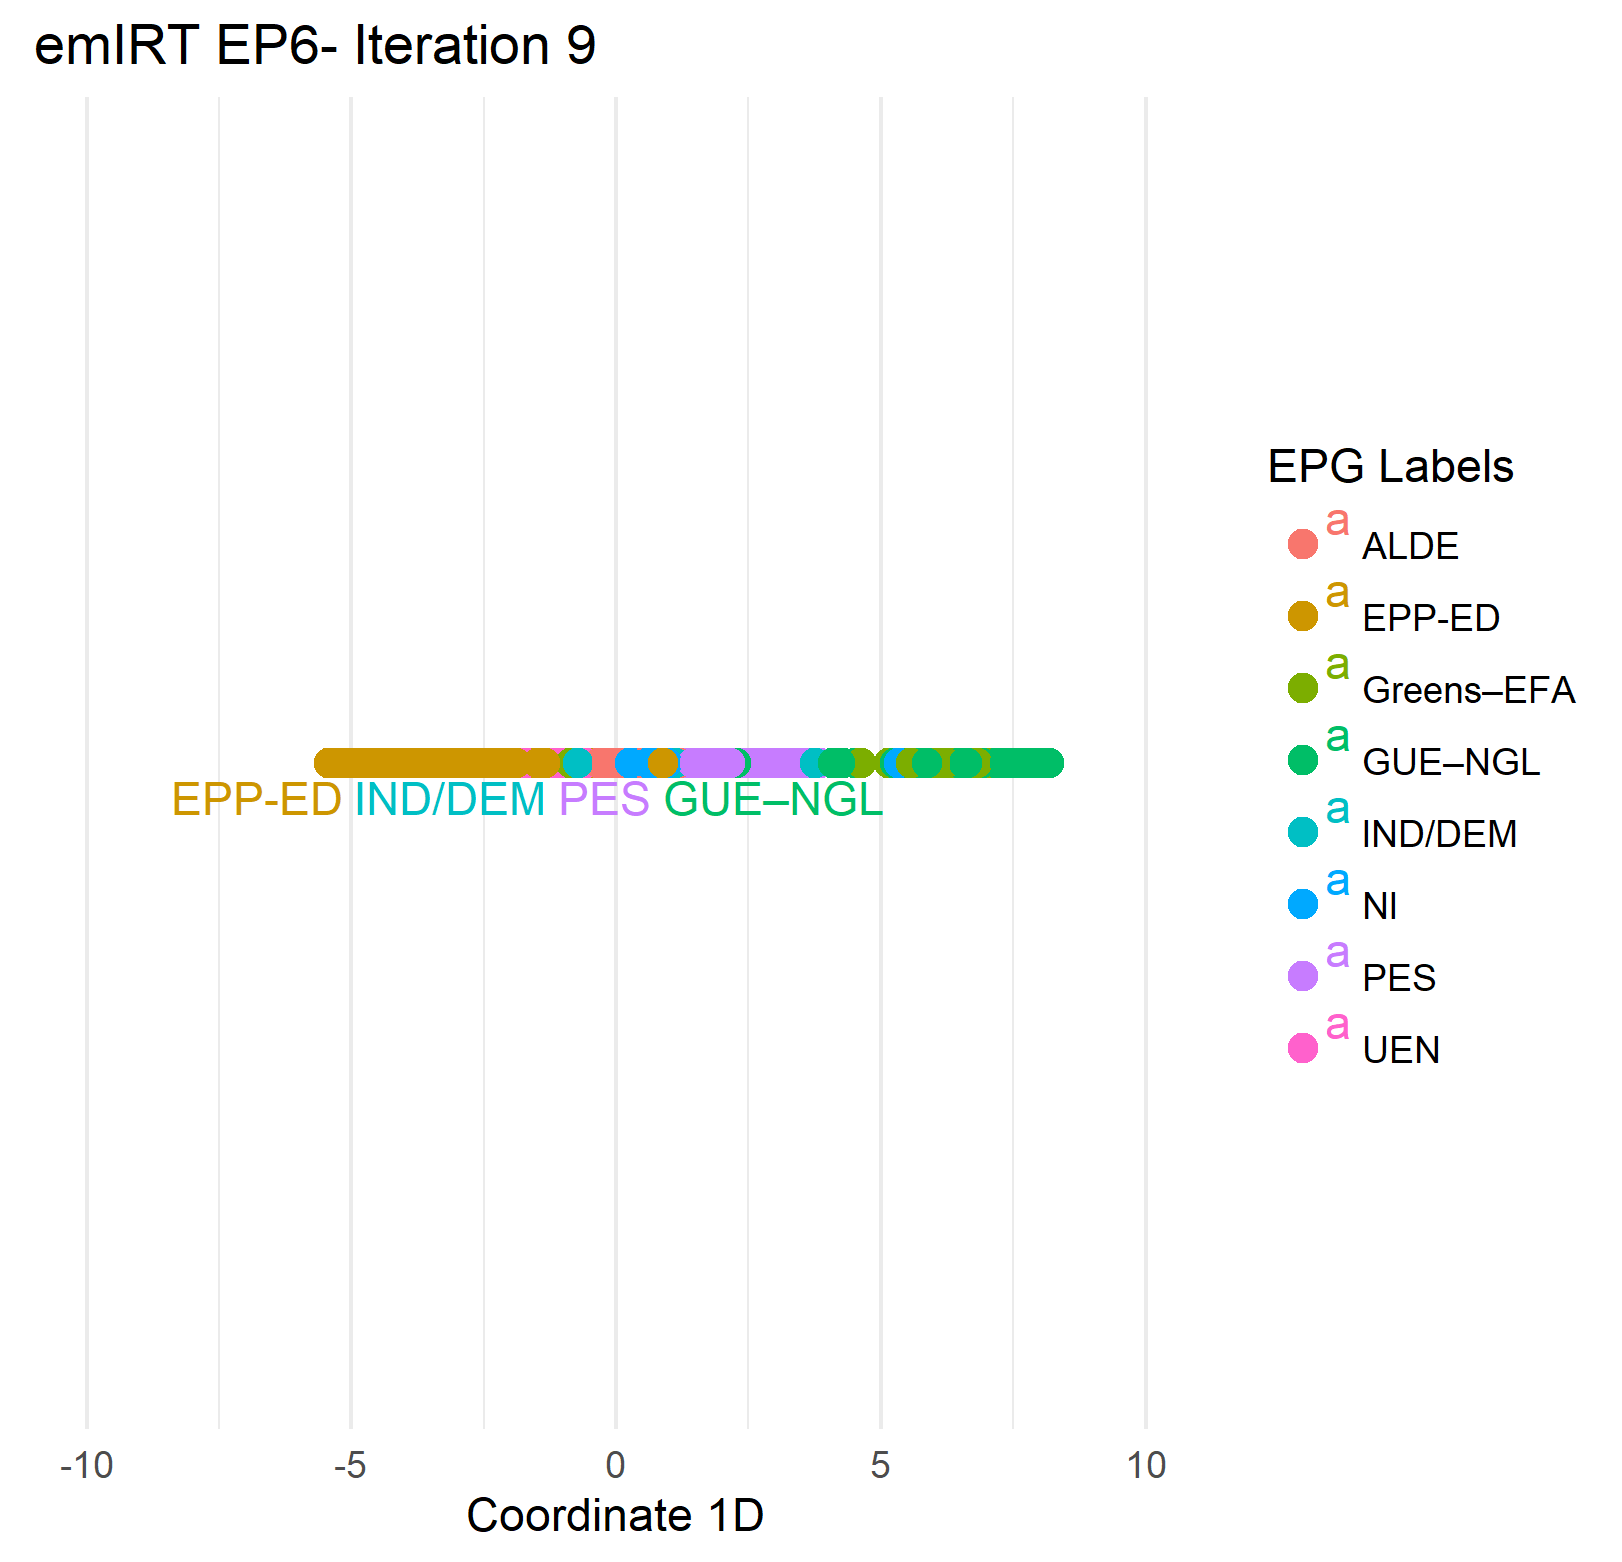 emIRT EP6- Iteration 9
EPP-ED IND/DEM PES GUE–NGL
-10 -5 0 5 10
Coordinate 1D
EPG Labels
a ALDE
a EPP-ED
a Greens–EFA
a GUE–NGL
a IND/DEM
a NI
a PES
a UEN